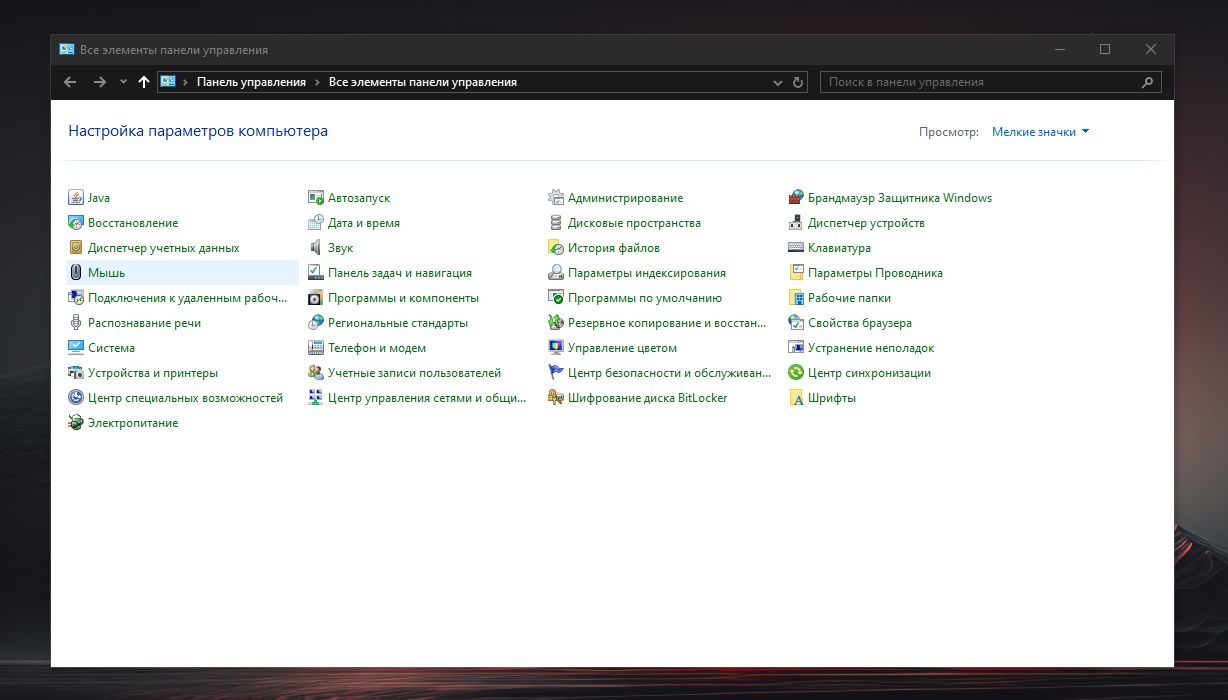 Все элементы панели управления
Панель управления Все элементы панели управления
Поиск в панели управления
Настройка параметров компьютера
Просмотр: Мелкие значки
Java Автозапуск Администрирование Брандмауэр Защитника Windows
Восстановление Дата и время Дисковые пространства Диспетчер устройств
Диспетчер учетных данных Звук История файлов Клавиатура
Мышь Панель задач и навигация Параметры индексирования Параметры Проводника
Подключения к удаленным рабоч... Программы и компоненты Программы по умолчанию Рабочие папки
Распознавание речи Региональные стандарты Резервное копирование и восстан... Свойства браузера
Система Телефон и модем Управление цветом Устранение неполадок
Устройства и принтеры Учетные записи пользователей Центр безопасности и обслуживан... Центр синхронизации
Центр специальных возможностей Центр управления сетями и общи... Шифрование диска BitLocker Шрифты
Электропитание